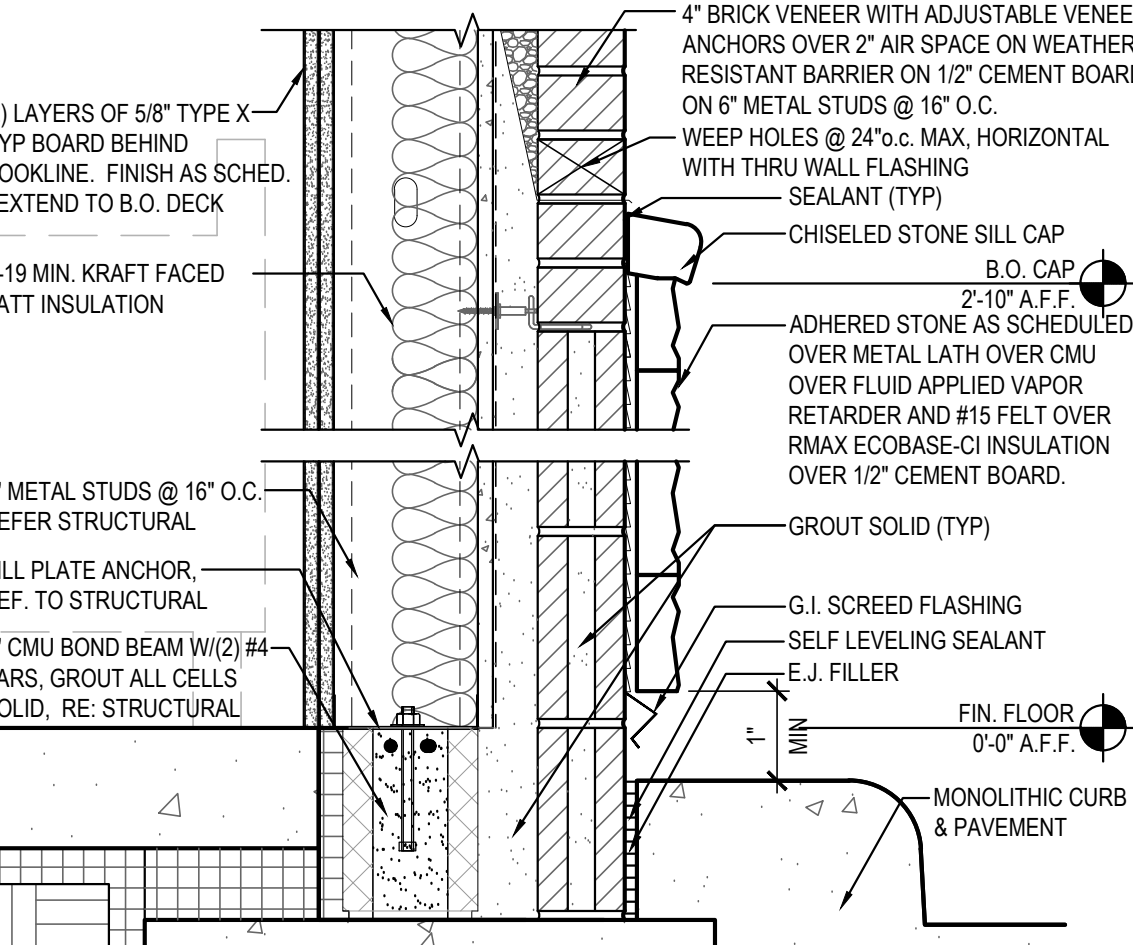 4" BRICK VENEER WITH ADJUSTABLE VENEE
ANCHORS OVER 2" AIR SPACE ON WEATHER
RESISTANT BARRIER ON 1/2" CEMENT BOARD
ON 6" METAL STUDS @ 16" O.C.
WEEP HOLES @ 24"o.c. MAX, HORIZONTAL
WITH THRU WALL FLASHING
SEALANT (TYP)
CHISELED STONE SILL CAP
B.O. CAP
2'-10" A.F.F.
ADHERED STONE AS SCHEDULED
OVER METAL LATH OVER CMU
OVER FLUID APPLIED VAPOR
RETARDER AND #15 FELT OVER
RMAX ECOBASE-CI INSULATION
OVER 1/2" CEMENT BOARD.
GROUT SOLID (TYP)
G.I. SCREED FLASHING
SELF LEVELING SEALANT
E.J. FILLER
1"
MIN
FIN. FLOOR
0'-0" A.F.F.
MONOLITHIC CURB
& PAVEMENT
) LAYERS OF 5/8" TYPE X
YP BOARD BEHIND
OOKLINE. FINISH AS SCHED.
EXTEND TO B.O. DECK
-19 MIN. KRAFT FACED
ATT INSULATION
" METAL STUDS @ 16" O.C.
EFER STRUCTURAL
ILL PLATE ANCHOR,
EF. TO STRUCTURAL
" CMU BOND BEAM W/(2) #4
ARS, GROUT ALL CELLS
OLID, RE: STRUCTURAL